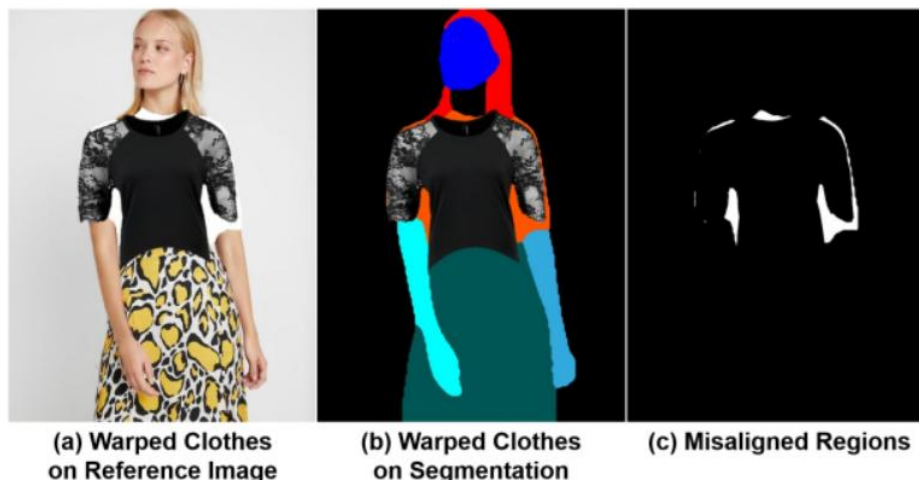 (a) Warped Clothes
on Reference Image
(b) Warped Clothes
on Segmentation
(c) Misaligned Regions